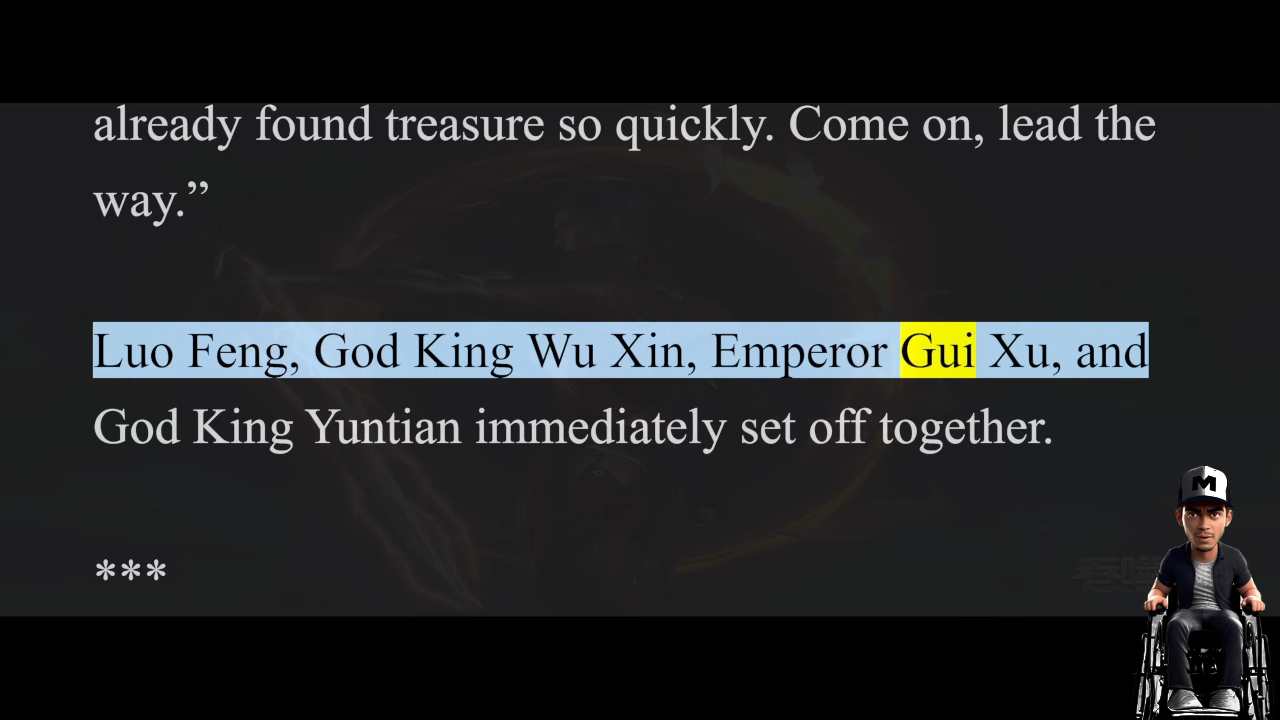 already found treasure so quickly. Come on, lead the
way.”
Luo Feng, God King Wu Xin, Emperor Gui Xu, and
God King Yuntian immediately set off together.
***
M